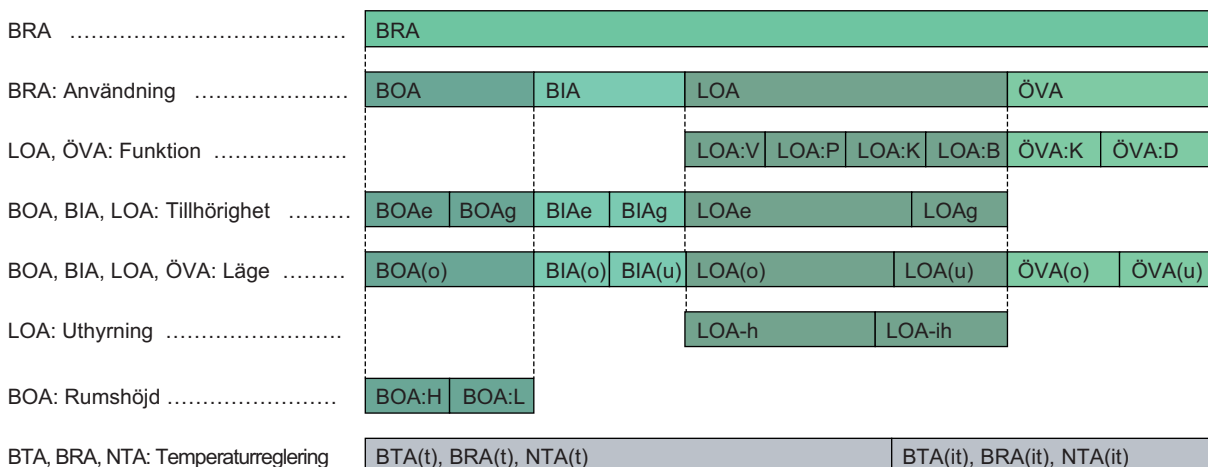 BRA ………………………………… BRA
BRA: Användning …………………… BOA BIA LOA ÖVA
LOA, ÖVA: Funktion ……………….. LOA:V LOA:P LOA:K LOA:B ÖVA:K ÖVA:D
BOA, BIA, LOA: Tillhörighet ……… BOAe BOAg BIAe BIAg LOAe LOAg
BOA, BIA, LOA, ÖVA: Läge ……… BOA(o) BIA(o) BIA(u) LOA(o) LOA(u) ÖVA(o) ÖVA(u)
LOA: Uthyrning ……………………. LOA-h LOA-ih
BOA: Rumshöjd …………………… BOA:H BOA:L
BTA, BRA, NTA: Temperaturreglering BTA(t), BRA(t), NTA(t) BTA(it), BRA(it), NTA(it)